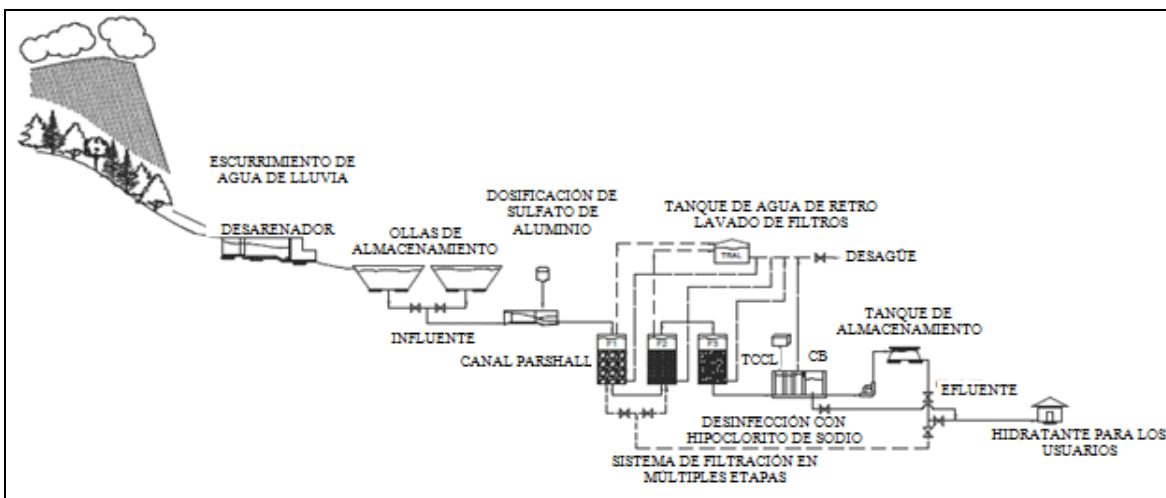 ESCURRIMIENTO DE
AGUA DE LLUVIA
DESARENADOR
OLLAS DE
ALMACENAMIENTO
INFLUENTE
DOSIFICACIÓN DE
SULFATO DE
ALUMINIO
CANAL PARSHALL
TANQUE DE AGUA DE RETRO
LAVADO DE FILTROS
TRAL
DESAGÜE
F1
F2
F3
TCCL
CB
TANQUE DE
ALMACENAMIENTO
EFLUENTE
DESINFECCIÓN CON
HIPOCLORITO DE SODIO
SISTEMA DE FILTRACIÓN EN
MÚLTIPLES ETAPAS
HIDRATANTE PARA LOS
USUARIOS